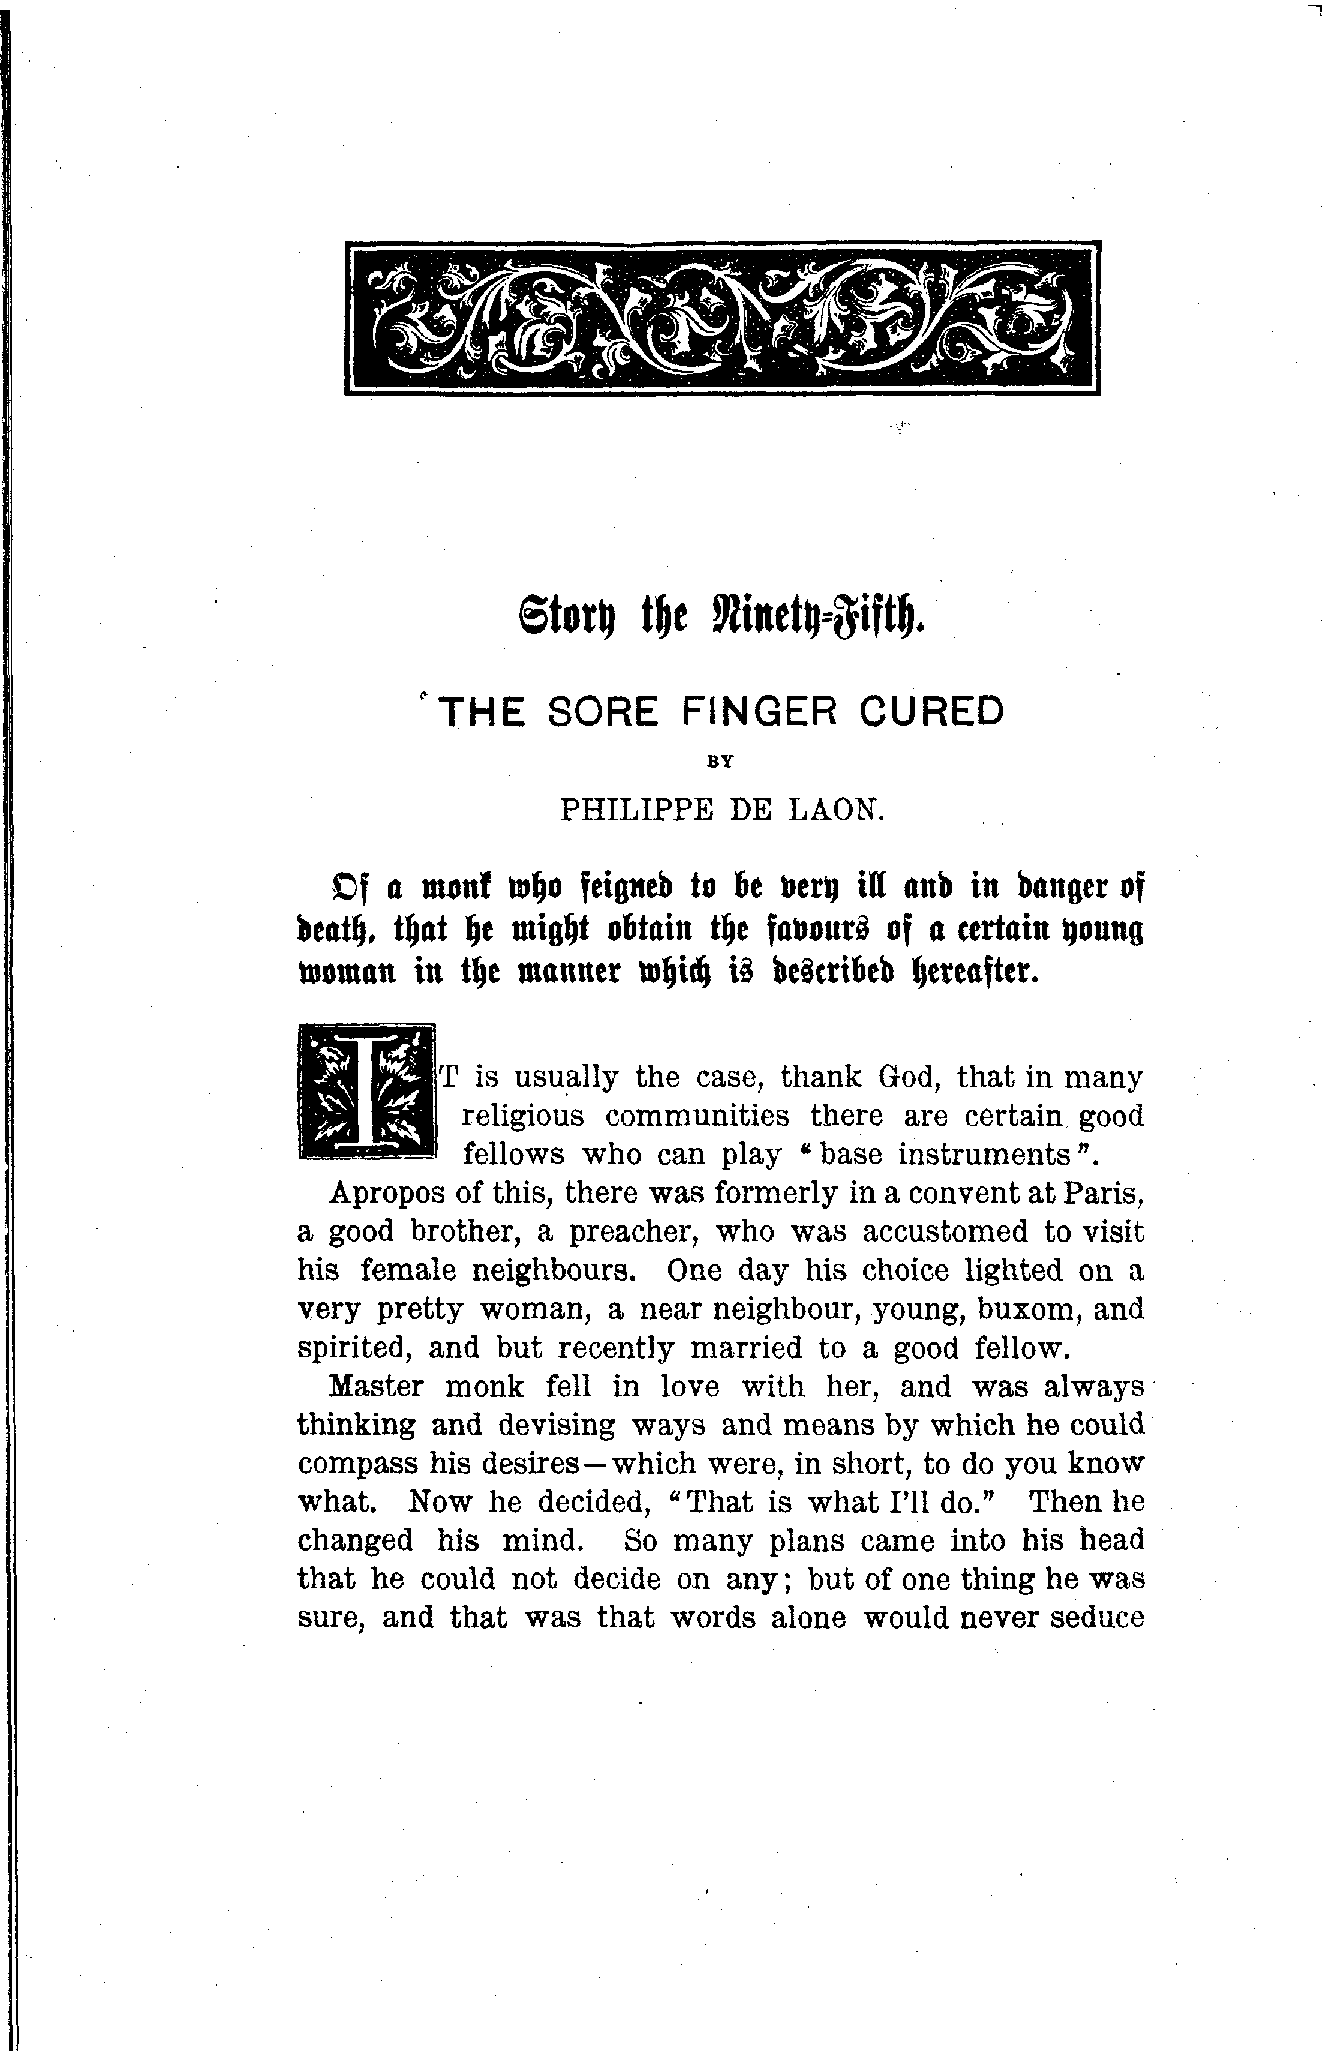 Story the Ninety-Fifth.
THE SORE FINGER CURED
BY
PHILIPPE DE LAON.
Of a monk who feigned to be very ill and in danger of
death, that he might obtain the favours of a certain young
woman in the manner which is described hereafter.
IT is usually the case, thank God, that in many
religious communities there are certain good
fellows who can play “base instruments”.
Apropos of this, there was formerly in a convent at Paris,
a good brother, a preacher, who was accustomed to visit
his female neighbours. One day his choice lighted on a
very pretty woman, a near neighbour, young, buxom, and
spirited, and but recently married to a good fellow.
Master monk fell in love with her, and was always
thinking and devising ways and means by which he could
compass his desires—which were, in short, to do you know
what. Now he decided, “That is what I'll do.” Then he
changed his mind. So many plans came into his head
that he could not decide on any; but of one thing he was
sure, and that was that words alone would never seduce